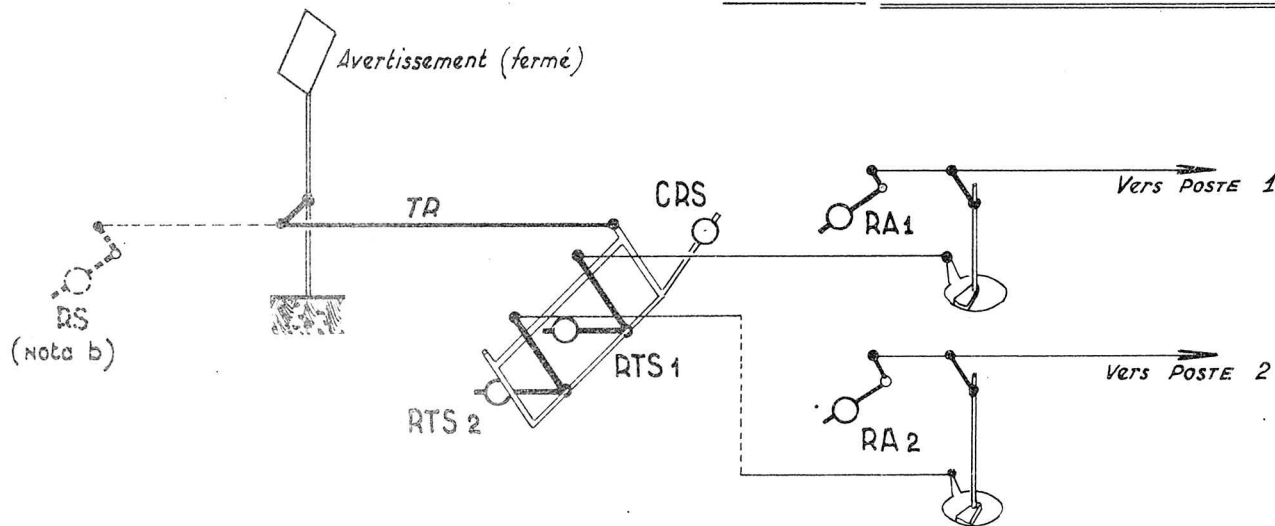 Avertissement (fermé)
TR
CRS
RA1
Vers POSTE 1
RS
(Nota b)
RTS 1
RTS 2
RA 2
Vers POSTE 2